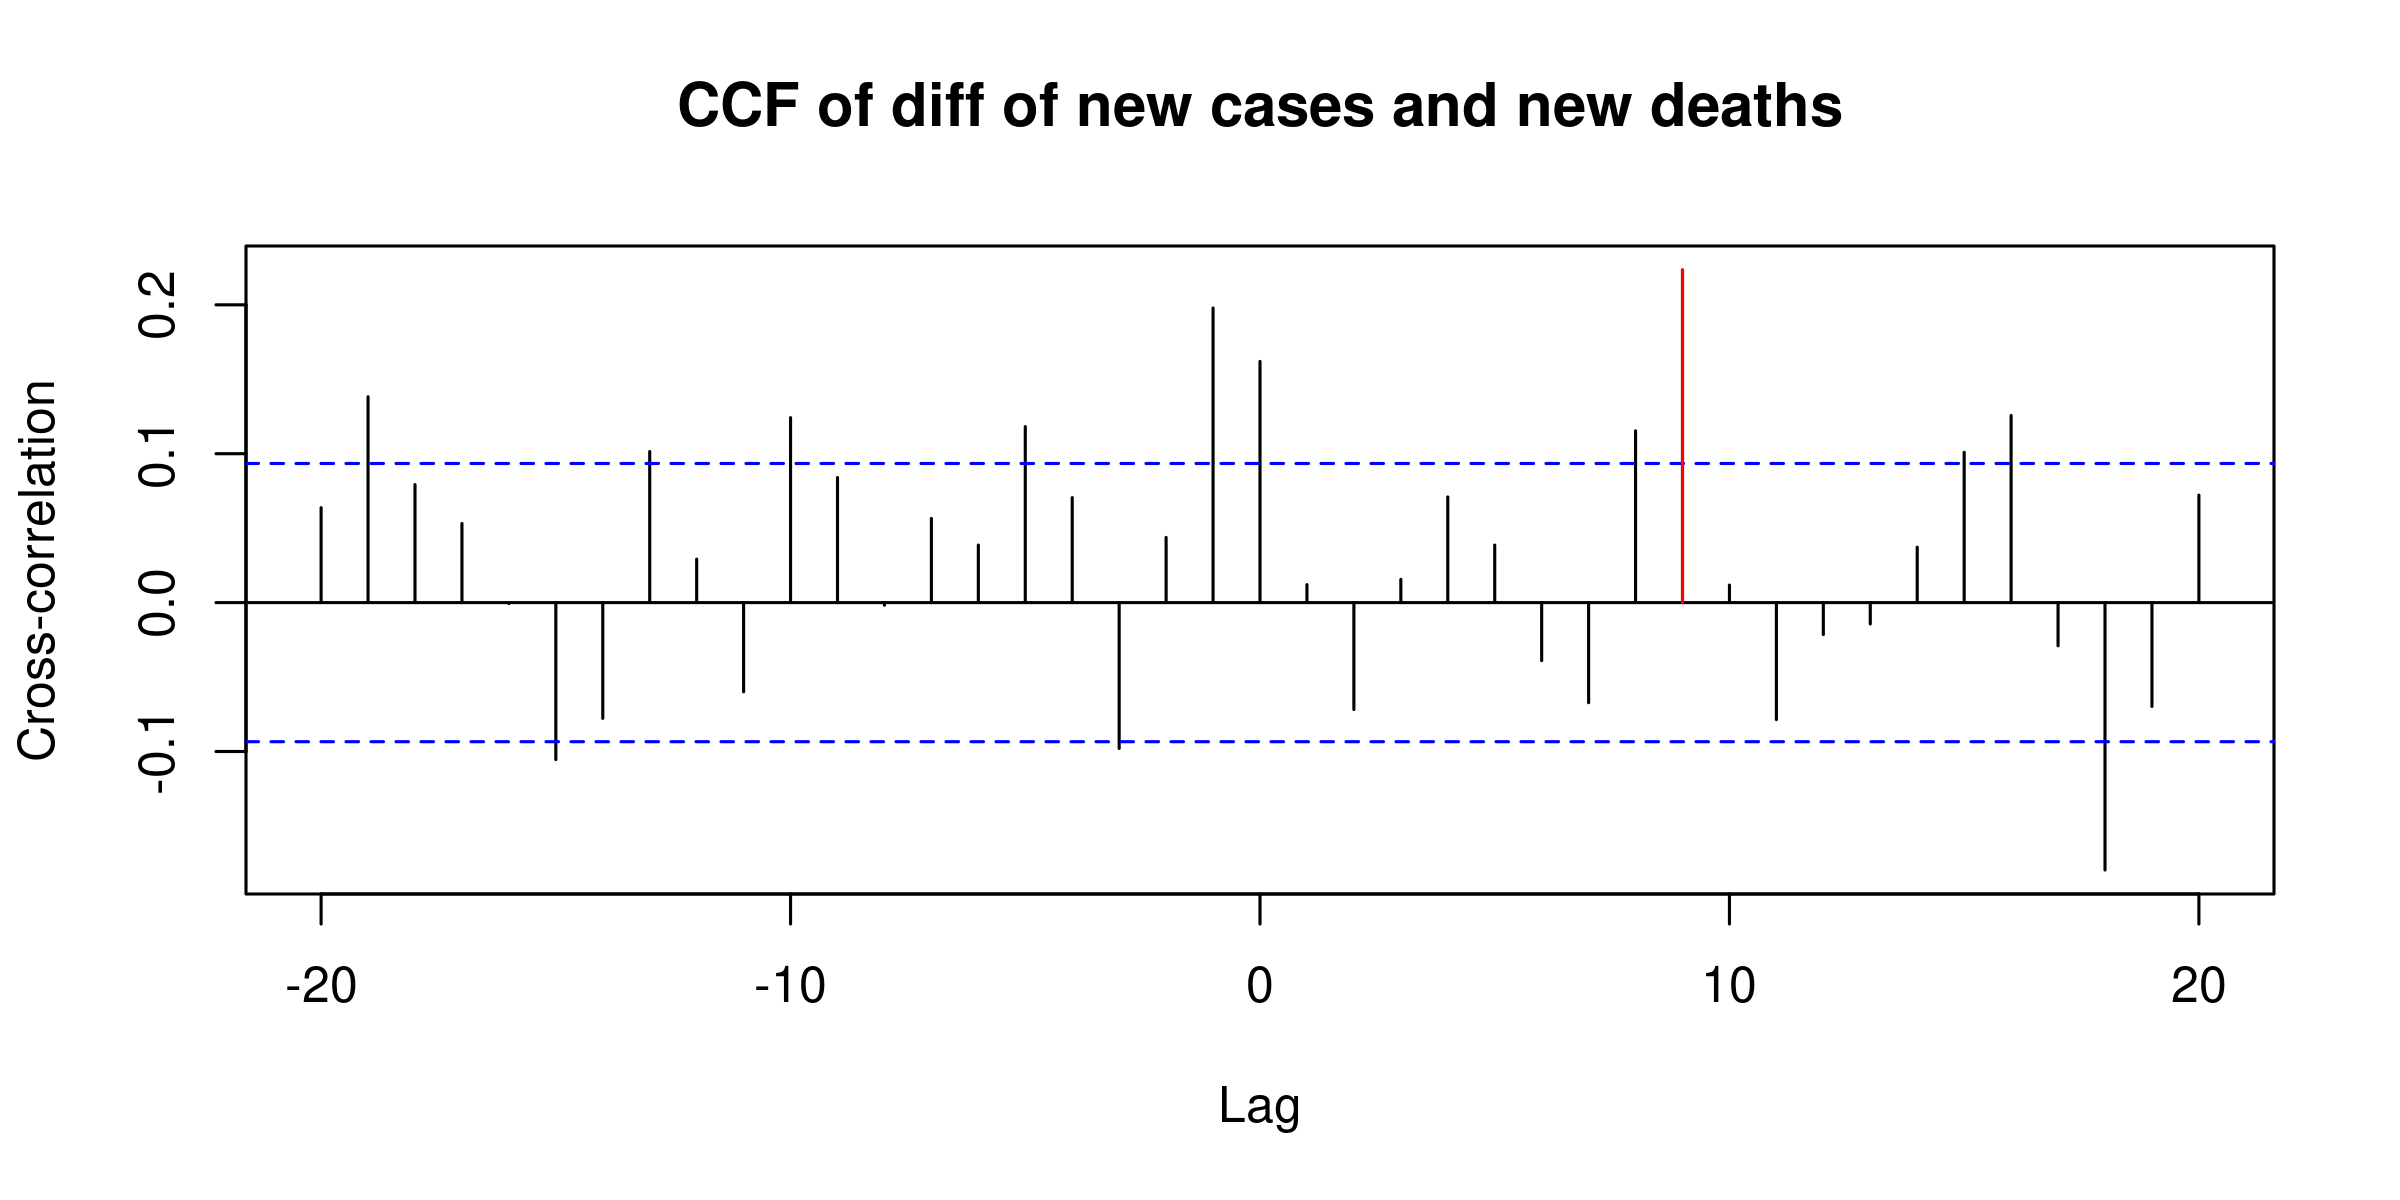 CCF of diff of new cases and new deaths
Cross-correlation
0.2
0.1
0.0
-0.1
-20 -10 0 10 20
Lag